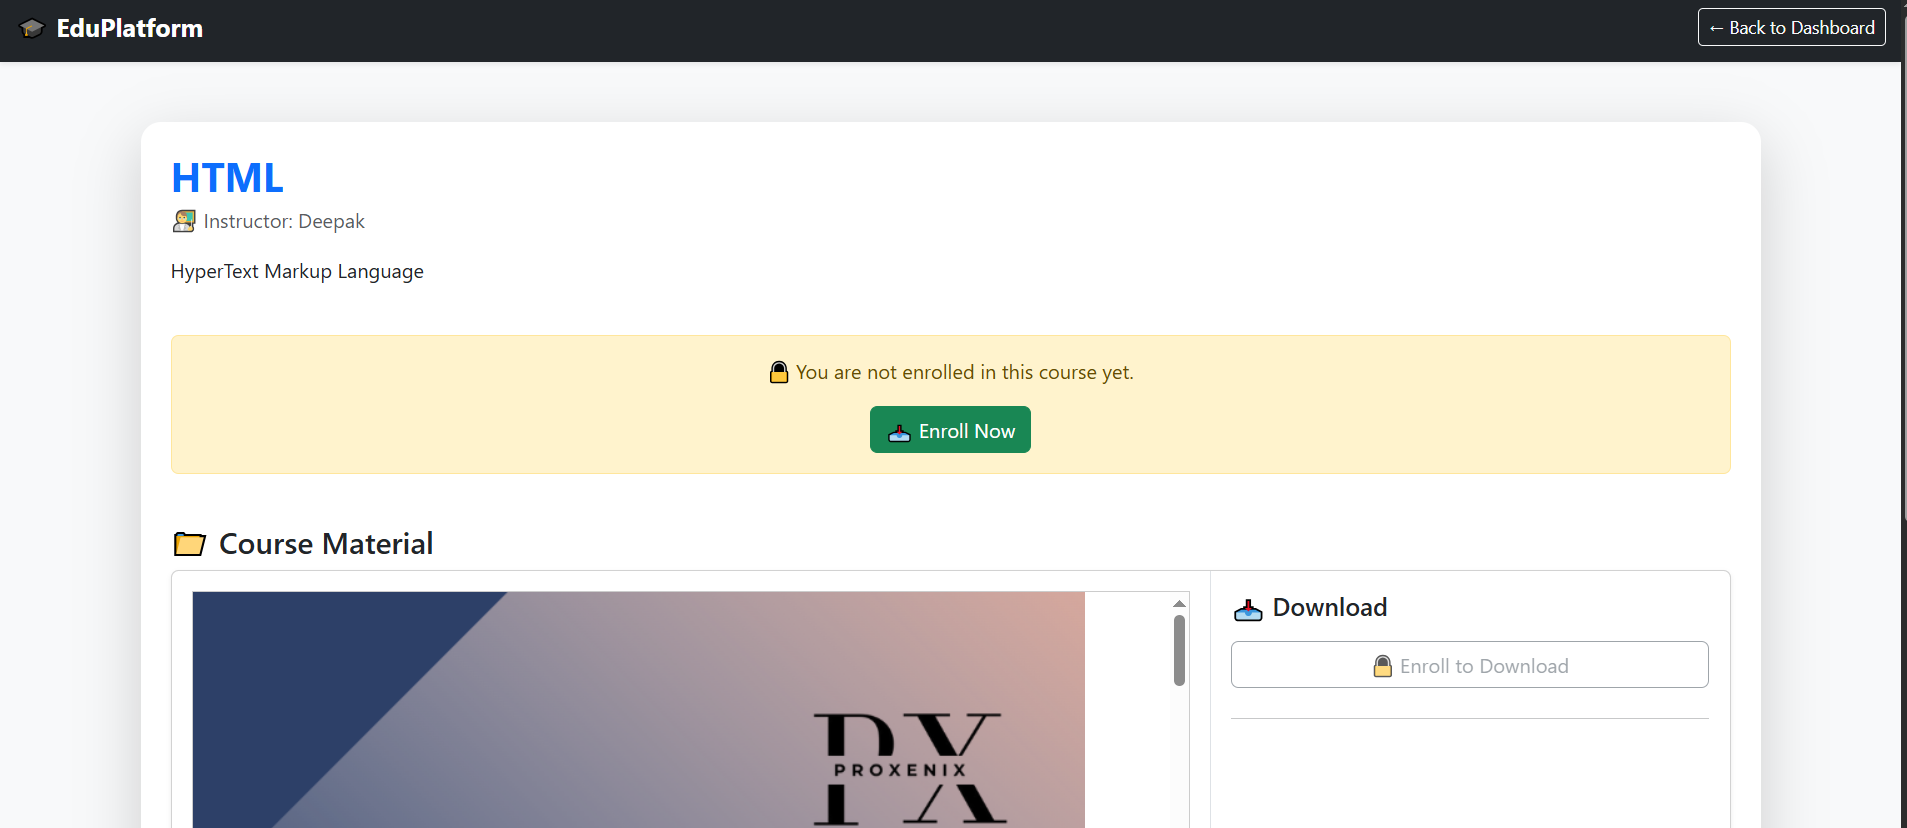 EduPlatform
← Back to Dashboard
HTML
Instructor: Deepak
HyperText Markup Language
You are not enrolled in this course yet.
Enroll Now
Course Material
Download
Enroll to Download
PX
PROXENIX